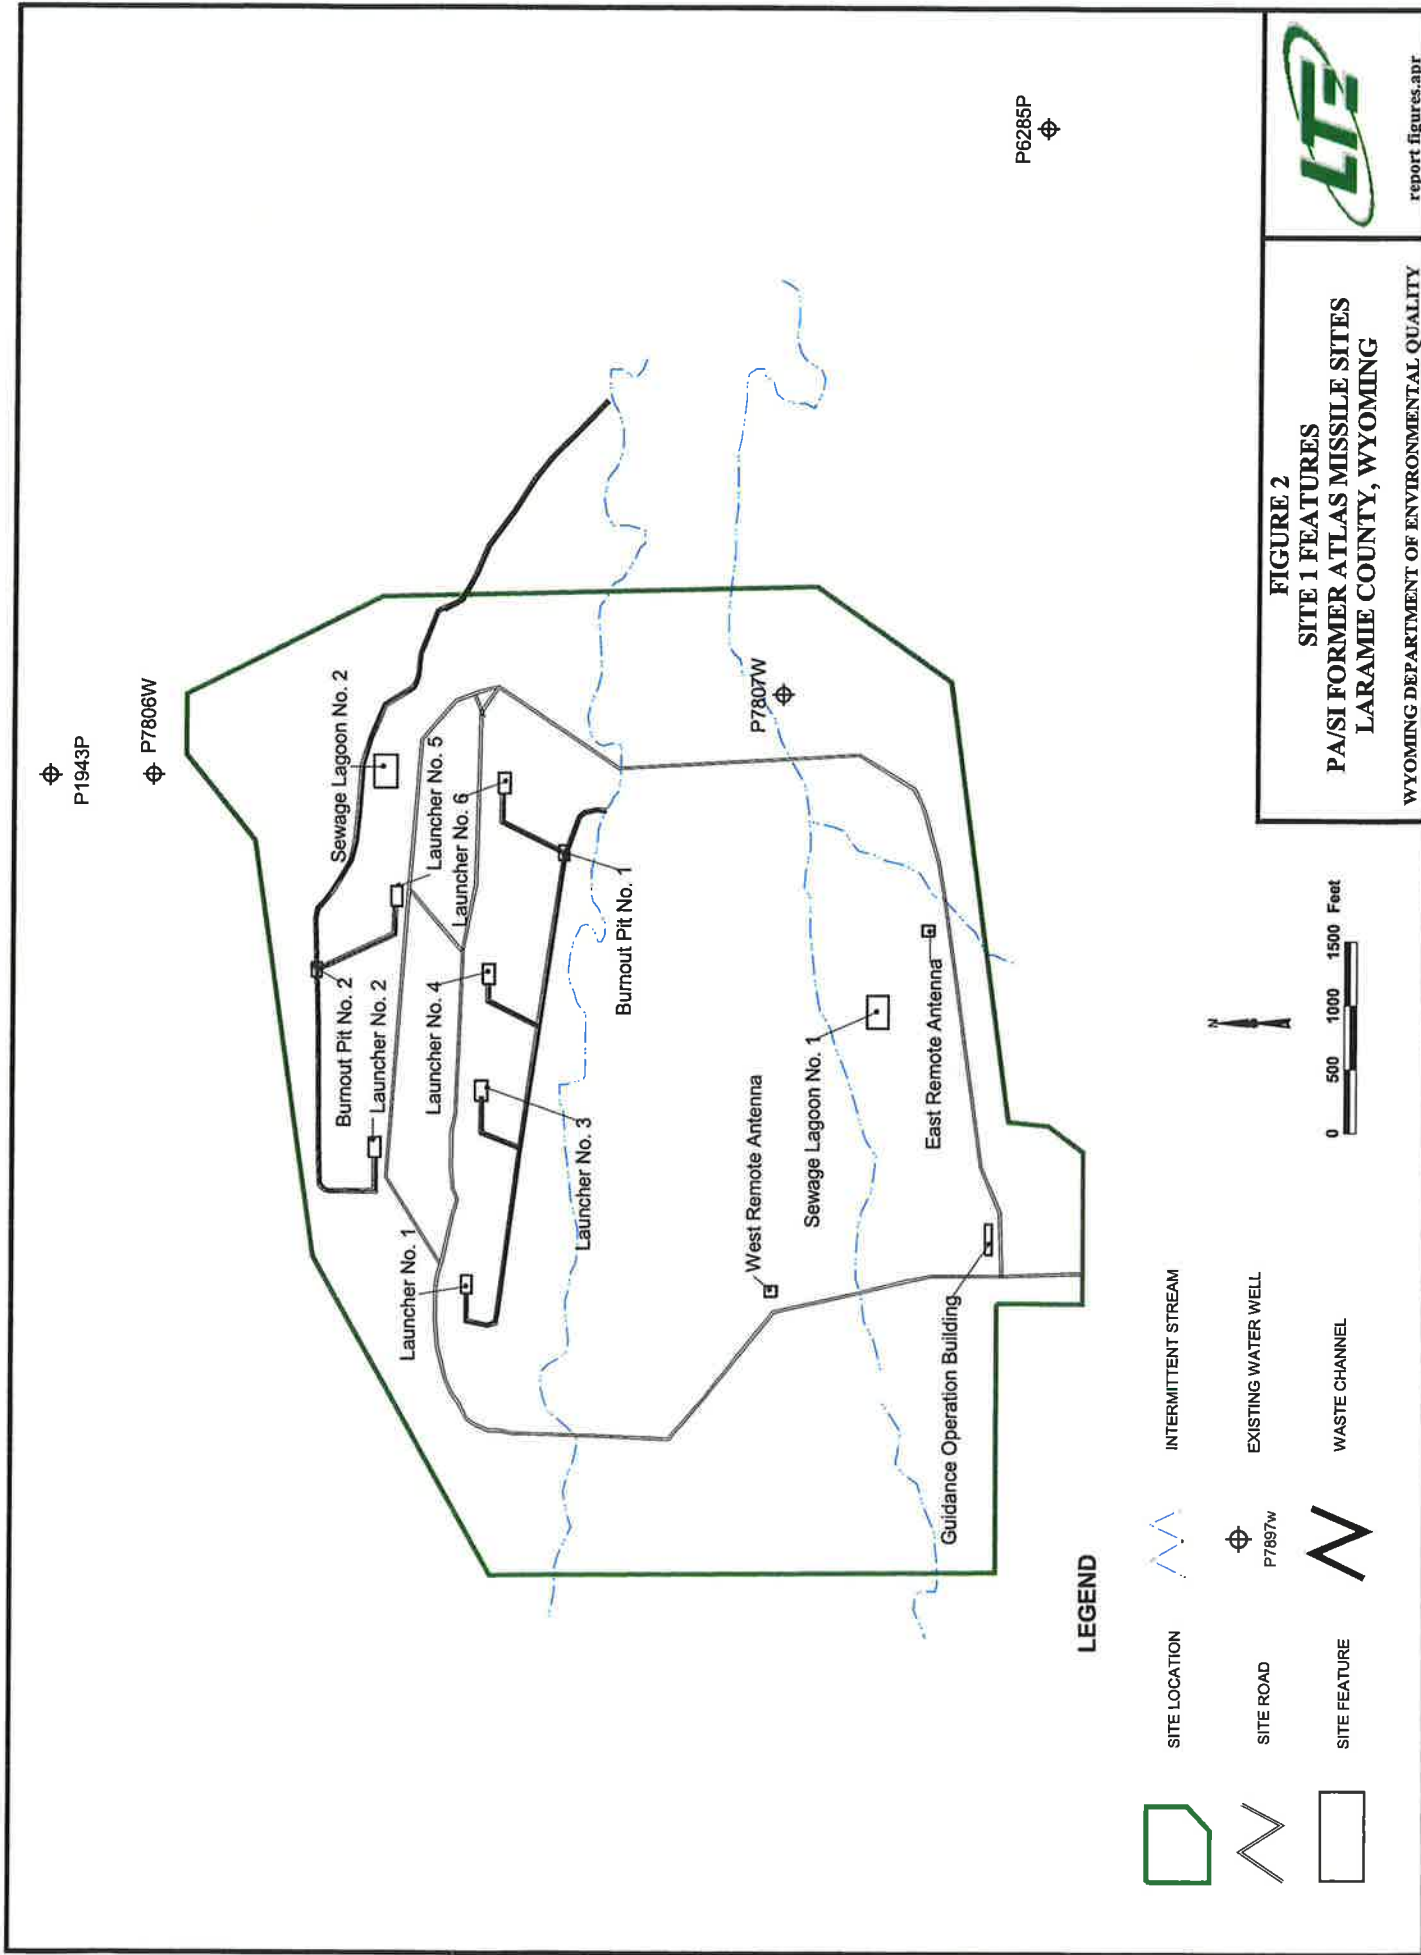 P1943P
P7806W
Sewage Lagoon No. 2
Launcher No. 5
Launcher No. 6
Burnout Pit No. 2
Launcher No. 2
Launcher No. 4
Launcher No. 1
Launcher No. 3
Burnout Pit No. 1
P7807W
P6285P
West Remote Antenna
Sewage Lagoon No. 1
East Remote Antenna
Guidance Operation Building
LEGEND
SITE LOCATION
INTERMITTENT STREAM
SITE ROAD
P7897w
EXISTING WATER WELL
SITE FEATURE
WASTE CHANNEL
N
0 500 1000 1500 Feet
FIGURE 2
SITE 1 FEATURES
PA/SI FORMER ATLAS MISSILE SITES
LARAMIE COUNTY, WYOMING
WYOMING DEPARTMENT OF ENVIRONMENTAL QUALITY
LTE
report figures.apr